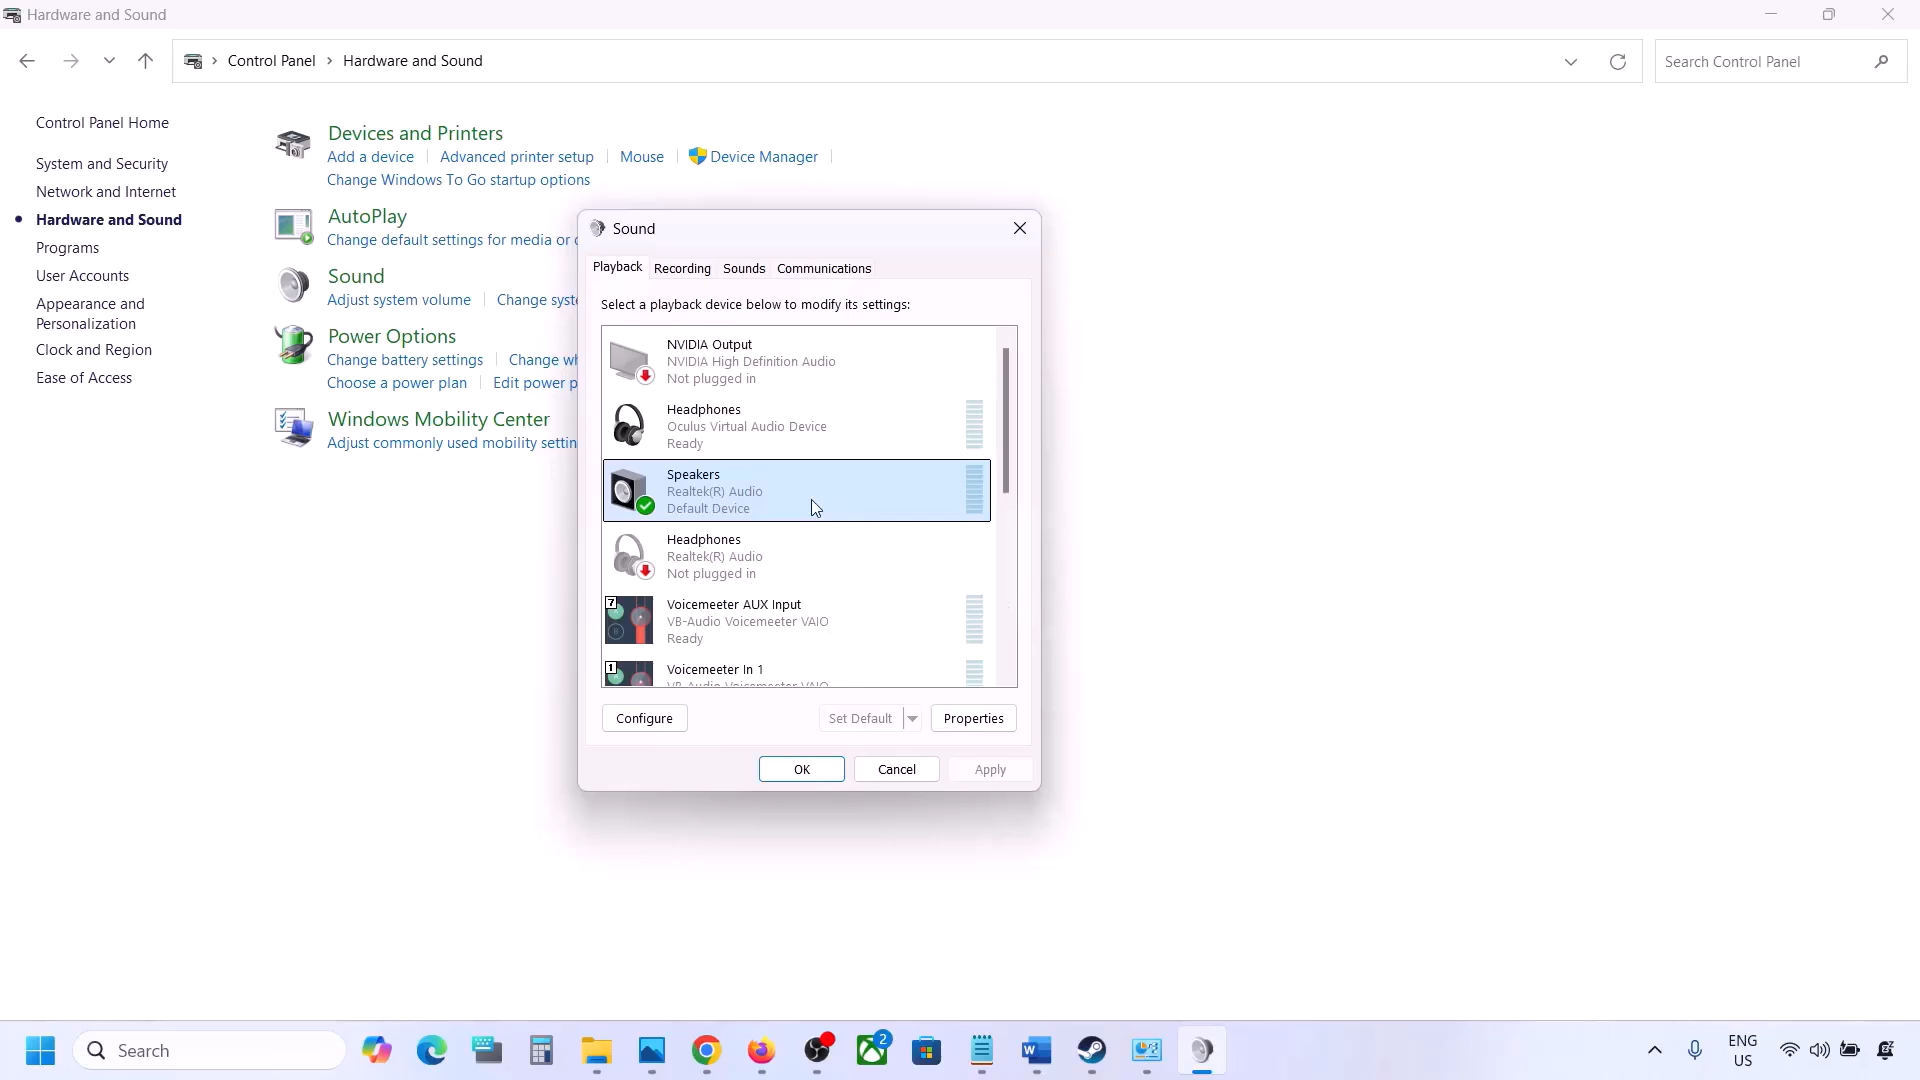 Hardware and Sound
Control Panel > Hardware and Sound
Search Control Panel
Control Panel Home
System and Security
Network and Internet
Hardware and Sound
Programs
User Accounts
Appearance and
Personalization
Clock and Region
Ease of Access
Devices and Printers
Add a device
Advanced printer setup
Mouse
Device Manager
Change Windows To Go startup options
AutoPlay
Change default settings for media or
Sound
Adjust system volume
Change
Power Options
Change battery settings
Change
Choose a power plan
Edit power
Windows Mobility Center
Adjust commonly used mobility
Sound
Playback
Recording
Sounds
Communications
Select a playback device below to modify its settings:
NVIDIA Output
NVIDIA High Definition Audio
Not plugged in
Headphones
Oculus Virtual Audio Device
Ready
Speakers
Realtek(R) Audio
Default Device
Headphones
Realtek(R) Audio
Not plugged in
7
Voicemeeter AUX Input
VB-Audio Voicemeeter VAIO
Ready
1
Voicemeeter In 1
VB-Audio Voicemeeter VAIO
Configure
Set Default
Properties
OK
Cancel
Apply
Search
2
ENG
US